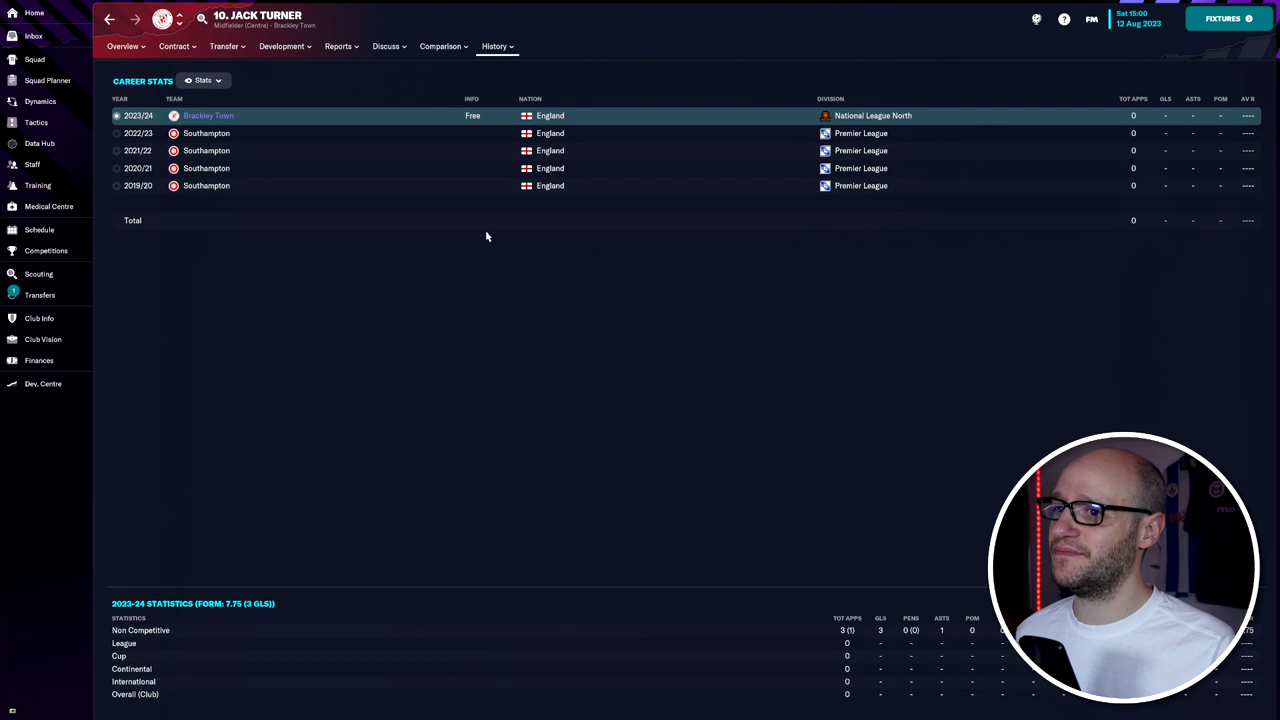 Home
Inbox
Squad
Squad Planner
Dynamics
Tactics
Data Hub
Staff
Training
Medical Centre
Schedule
Competitions
Scouting
1
Transfers
Club Info
Club Vision
Finances
Dev. Centre
10. JACK TURNER
Midfielder (Centre) - Brackley Town
FM
Sat 15:00
12 Aug 2023
FIXTURES
Overview Contract Transfer Development Reports Discuss Comparison History
CAREER STATS Stats
YEAR TEAM INFO NATION DIVISION TOT APPS GLS ASTS POM AV R
2023/24 Brackley Town Free England National League North 0 - - - ----
2022/23 Southampton England Premier League 0 - - - ----
2021/22 Southampton England Premier League 0 - - - ----
2020/21 Southampton England Premier League 0 - - - ----
2019/20 Southampton England Premier League 0 - - - ----
Total 0 - - - ----
2023-24 STATISTICS (FORM: 7.75 (3 GLS))
STATISTICS TOT APPS GLS PENS ASTS POM
Non Competitive 3 (1) 3 0 (0) 1 0
League 0 - - - -
Cup 0 - - - -
Continental 0 - - - -
International 0 - - - -
Overall (Club) 0 - - - -